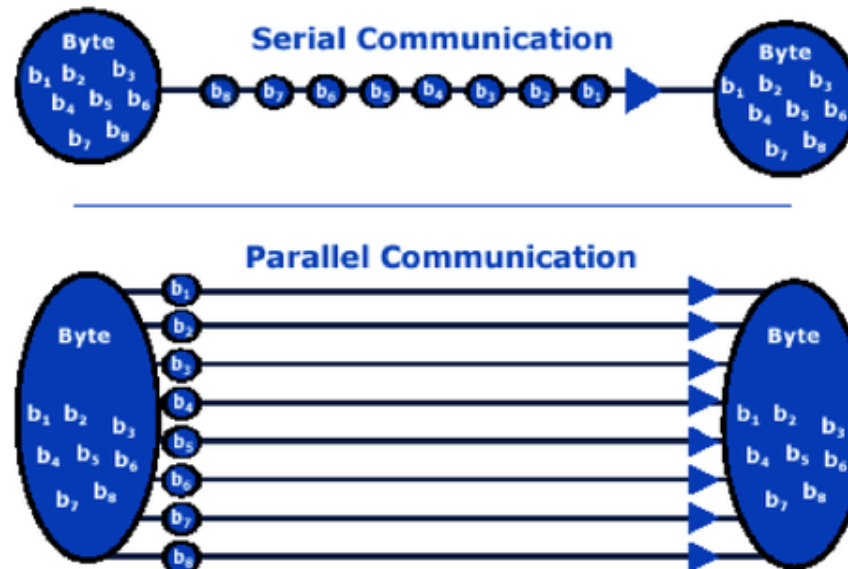 Serial Communication
Byte
b₁ b₂ b₃
b₄ b₅ b₆
b₇ b₈
b₈ b₇ b₆ b₅ b₄ b₃ b₂ b₁
Byte
b₁ b₂ b₃
b₄ b₅ b₆
b₇ b₈
Parallel Communication
Byte
b₁ b₂ b₃
b₄ b₅ b₆
b₇ b₈
b₁
b₂
b₃
b₄
b₅
b₆
b₇
b₈
Byte
b₁ b₂ b₃
b₄ b₅ b₆
b₇ b₈